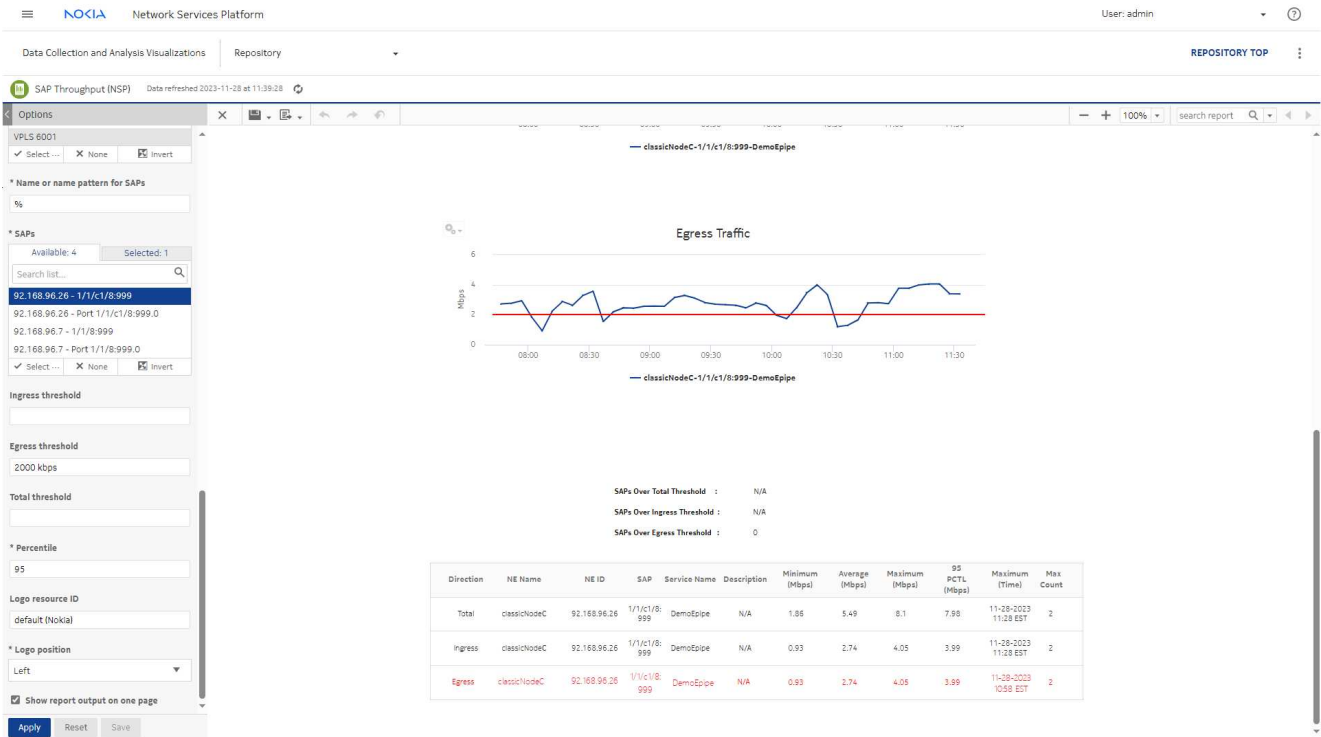 NOKIA Network Services Platform User: admin
Data Collection and Analysis Visualizations Repository REPOSITORY TOP
SAP Throughput (NSP) Data refreshed 2023-11-28 at 11:39:28
Options 100% search report
VPLS 6001
Select ... None Invert
* Name or name pattern for SAPs
%
* SAPs
Available: 4 Selected: 1
Search list...
92.168.96.26 - 1/1/c1/8:999
92.168.96.26 - Port 1/1/c1/8:999.0
92.168.96.7 - 1/1/8:999
92.168.96.7 - Port 1/1/8:999.0
Select ... None Invert
Ingress threshold
Egress threshold
2000 kbps
Total threshold
* Percentile
95
Logo resource ID
default (Nokia)
* Logo position
Left
Show report output on one page
Apply Reset Save
classicNodeC-1/1/c1/8:999-DemoEpipe
Egress Traffic
Mbps
6
4
2
0
08:00 08:30 09:00 09:30 10:00 10:30 11:00 11:30
classicNodeC-1/1/c1/8:999-DemoEpipe
SAPs Over Total Threshold : N/A
SAPs Over Ingress Threshold : N/A
SAPs Over Egress Threshold : 0
Direction NE Name NE ID SAP Service Name Description Minimum (Mbps) Average (Mbps) Maximum (Mbps) 95 PCTL (Mbps) Maximum (Time) Max Count
Total classicNodeC 92.168.96.26 1/1/c1/8:999 DemoEpipe N/A 1.86 5.49 8.1 7.98 11-28-2023 11:28 EST 2
Ingress classicNodeC 92.168.96.26 1/1/c1/8:999 DemoEpipe N/A 0.93 2.74 4.05 3.99 11-28-2023 11:28 EST 2
Egress classicNodeC 92.168.96.26 1/1/c1/8:999 DemoEpipe N/A 0.93 2.74 4.05 3.99 11-28-2023 10:58 EST 2